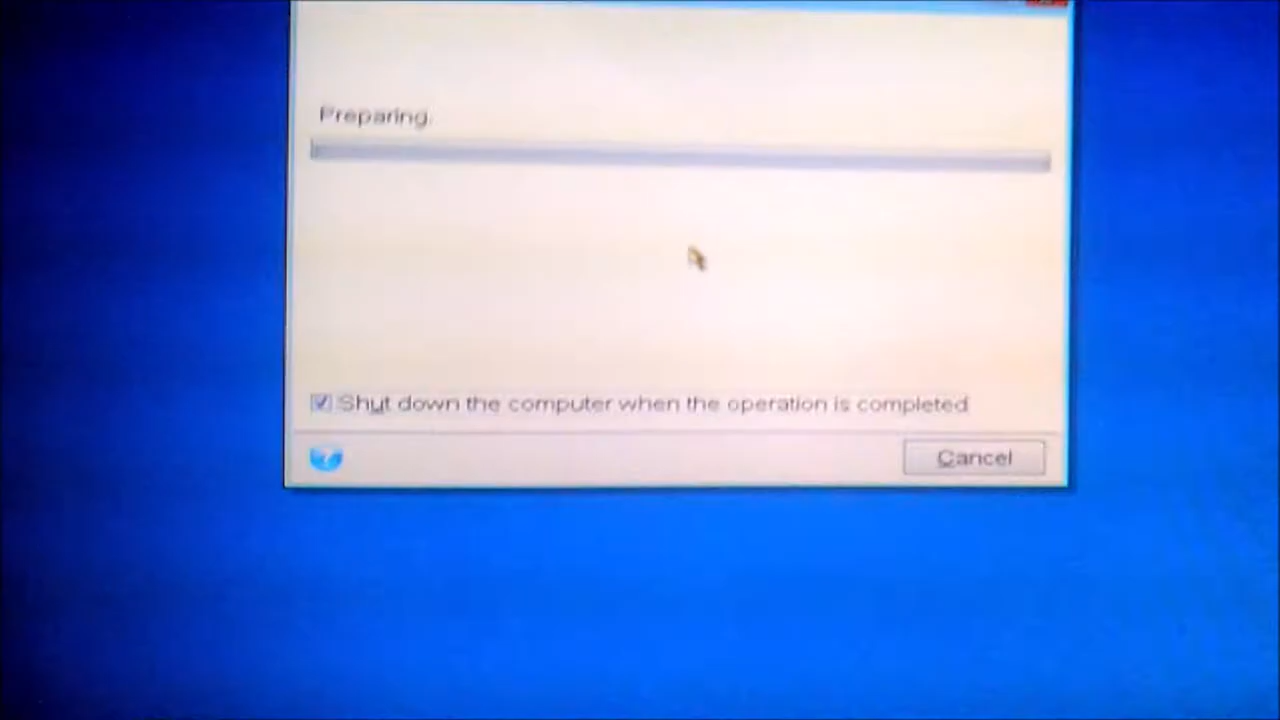 Preparing.
Shut down the computer when the operation is completed
Cancel